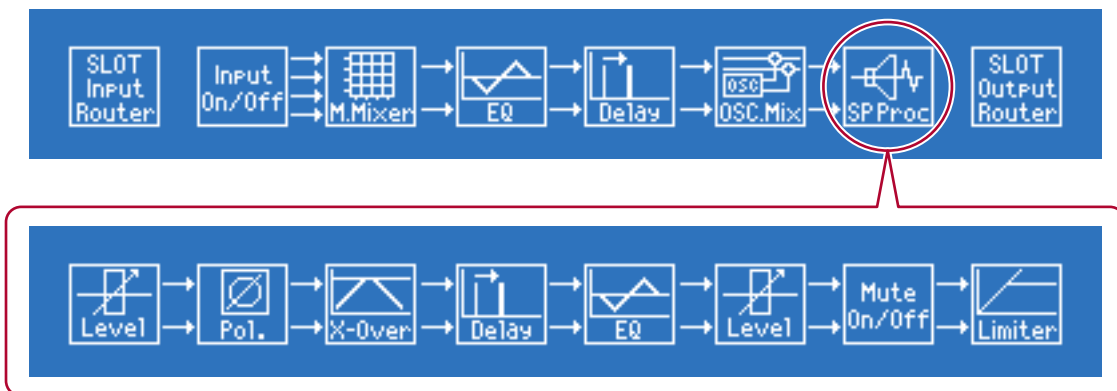 SLOT
Input
Router
Input
On/Off
M.Mixer
EQ
Delay
OSC
OSC.Mix
SP Proc
SLOT
Output
Router
Level
Pol.
X-Over
Delay
EQ
Level
Mute
On/Off
Limiter